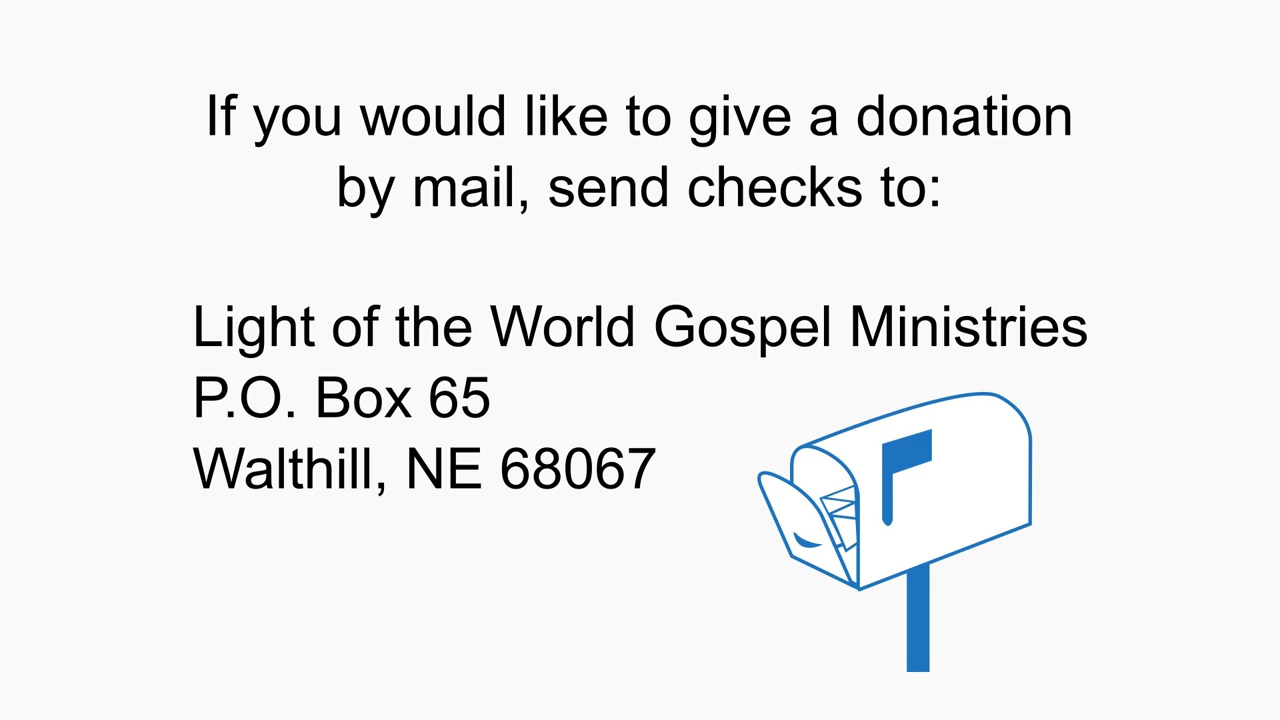 If you would like to give a donation
by mail, send checks to:
Light of the World Gospel Ministries
P.O. Box 65
Walthill, NE 68067